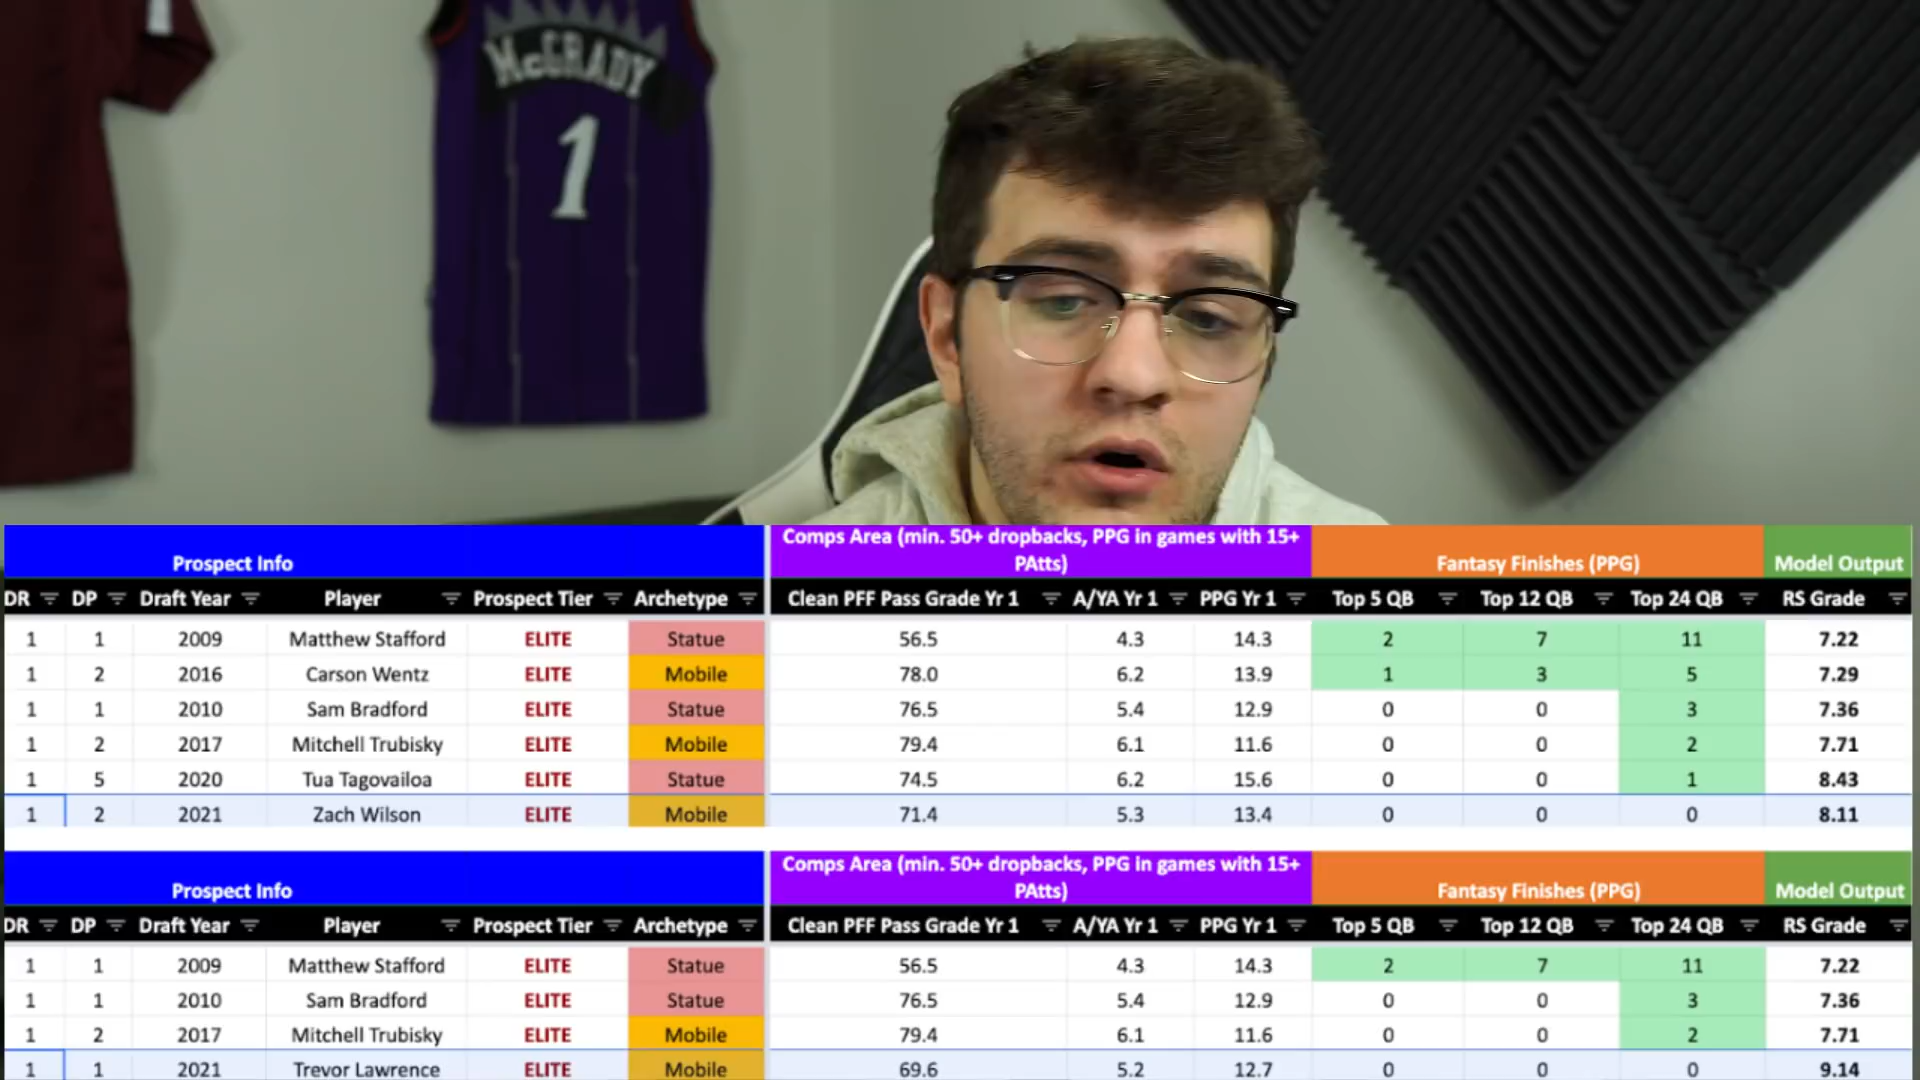 McGRADY
1
Prospect Info
Comps Area (min. 50+ dropbacks, PPG in games with 15+ PAtts)
Fantasy Finishes (PPG)
Model Output
DR DP Draft Year Player Prospect Tier Archetype Clean PFF Pass Grade Yr 1 A/YA Yr 1 PPG Yr 1 Top 5 QB Top 12 QB Top 24 QB RS Grade
1 1 2009 Matthew Stafford ELITE Statue 56.5 4.3 14.3 2 7 11 7.22
1 2 2016 Carson Wentz ELITE Mobile 78.0 6.2 13.9 1 3 5 7.29
1 1 2010 Sam Bradford ELITE Statue 76.5 5.4 12.9 0 0 3 7.36
1 2 2017 Mitchell Trubisky ELITE Mobile 79.4 6.1 11.6 0 0 2 7.71
1 5 2020 Tua Tagovailoa ELITE Statue 74.5 6.2 15.6 0 0 1 8.43
1 2 2021 Zach Wilson ELITE Mobile 71.4 5.3 13.4 0 0 0 8.11
Prospect Info
Comps Area (min. 50+ dropbacks, PPG in games with 15+ PAtts)
Fantasy Finishes (PPG)
Model Output
DR DP Draft Year Player Prospect Tier Archetype Clean PFF Pass Grade Yr 1 A/YA Yr 1 PPG Yr 1 Top 5 QB Top 12 QB Top 24 QB RS Grade
1 1 2009 Matthew Stafford ELITE Statue 56.5 4.3 14.3 2 7 11 7.22
1 1 2010 Sam Bradford ELITE Statue 76.5 5.4 12.9 0 0 3 7.36
1 2 2017 Mitchell Trubisky ELITE Mobile 79.4 6.1 11.6 0 0 2 7.71
1 1 2021 Trevor Lawrence ELITE Mobile 69.6 5.2 12.7 0 0 0 9.14